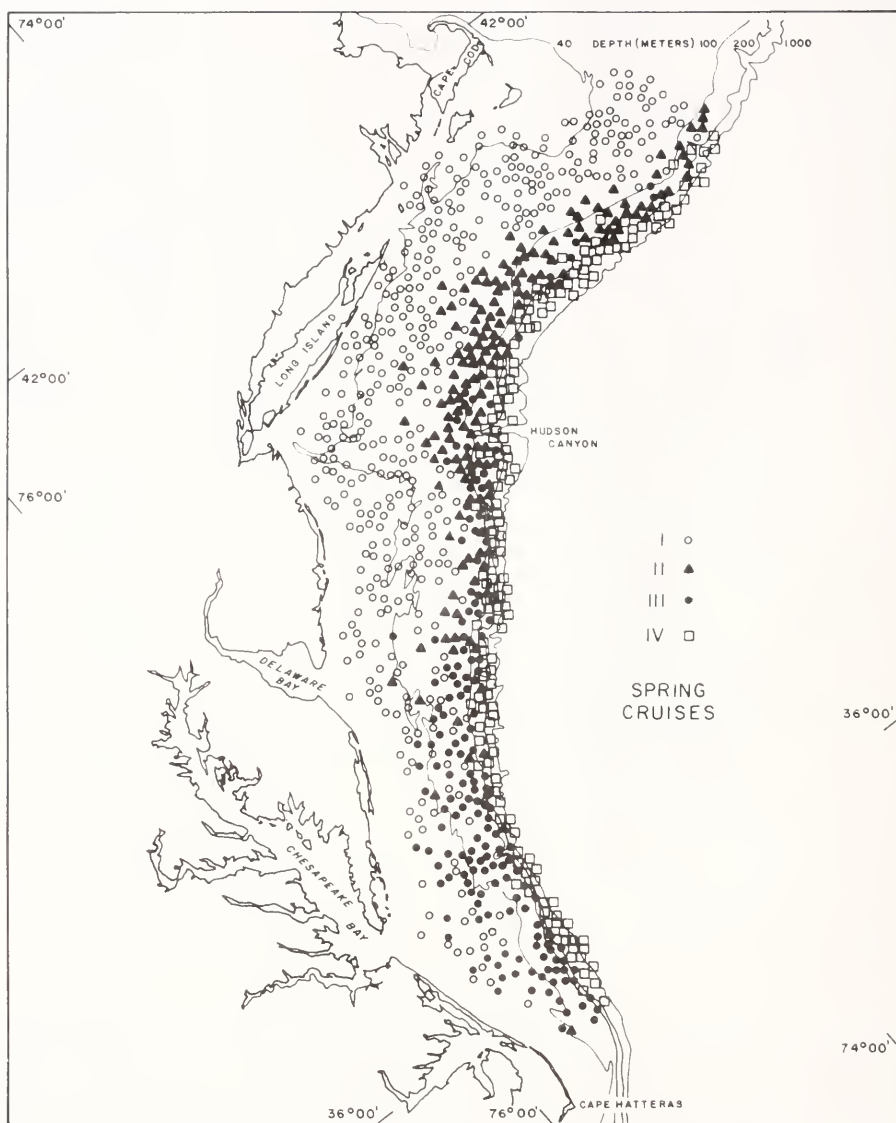 74°00'
42°00'
40 DEPTH (METERS) 100 200 1000
CAPE COD
LONG ISLAND
42°00'
HUDSON
CANYON
76°00'
I
II
III
IV
SPRING
CRUISES
DELAWARE
BAY
36°00'
CHESAPEAKE BAY
74°00'
CAPE HATTERAS
36°00'
76°00'